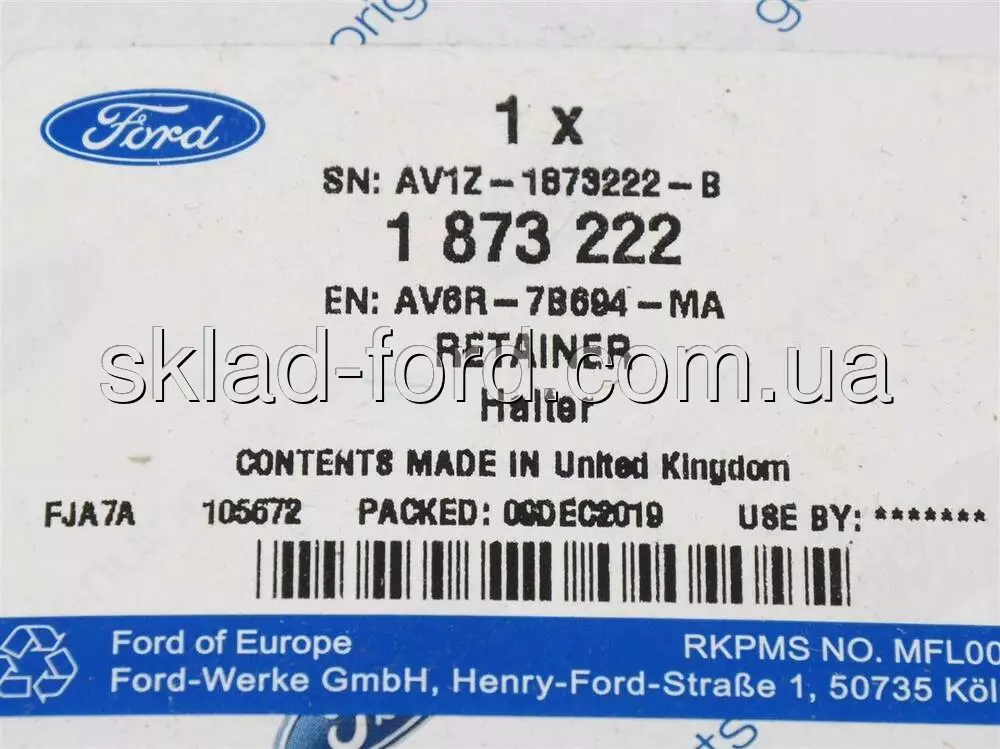 Ford
1 x
SN: AV1Z-1873222-B
1 873 222
EN: AV6R-7B694-MA
RETAINER
sklad-ford.com.ua
Halter
CONTENTS MADE IN United Kingdom
FJA7A 105672 PACKED: 09DEC2019 USE BY: *******
Ford of Europe RKPMS NO. MFL00
Ford-Werke GmbH, Henry-Ford-Straße 1, 50735 Köl